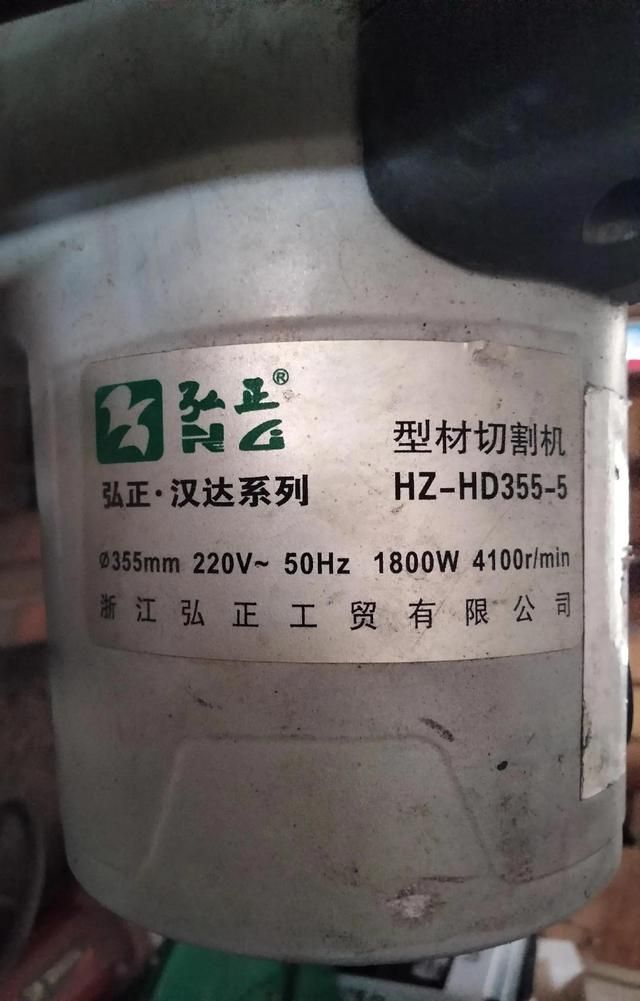 弘正®
NG
型材切割机
弘正·汉达系列 HZ-HD355-5
Ø355mm 220V~ 50Hz 1800W 4100r/min
浙江弘正工贸有限公司